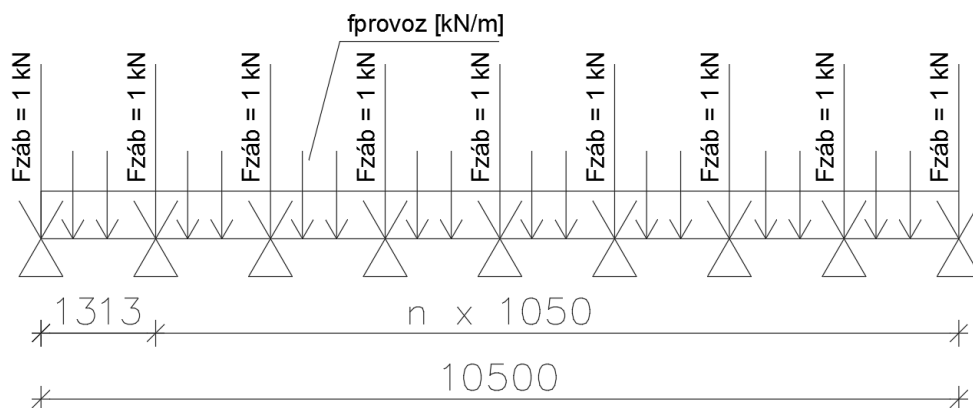 fprovoz [kN/m]
Fzáb = 1 kN
Fzáb = 1 kN
Fzáb = 1 kN
Fzáb = 1 kN
Fzáb = 1 kN
Fzáb = 1 kN
Fzáb = 1 kN
Fzáb = 1 kN
Fzáb = 1 kN
1313
n x 1050
10500